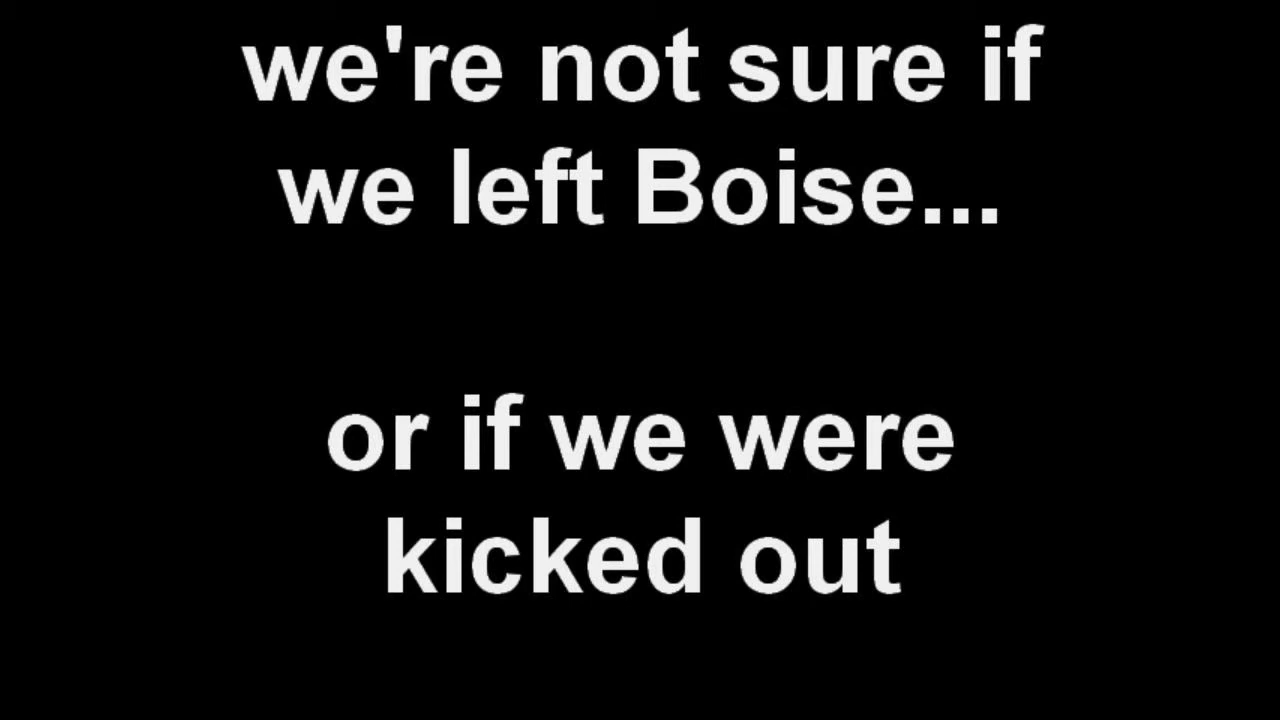 we're not sure if
we left Boise...
or if we were
kicked out